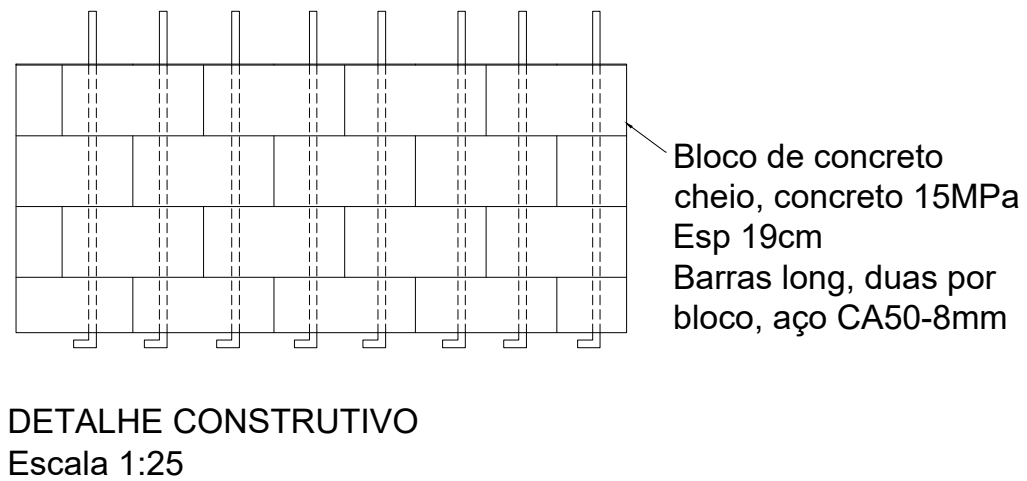 Bloco de concreto
cheio, concreto 15MPa
Esp 19cm
Barras long, duas por
bloco, aço CA50-8mm
DETALHE CONSTRUTIVO
Escala 1:25